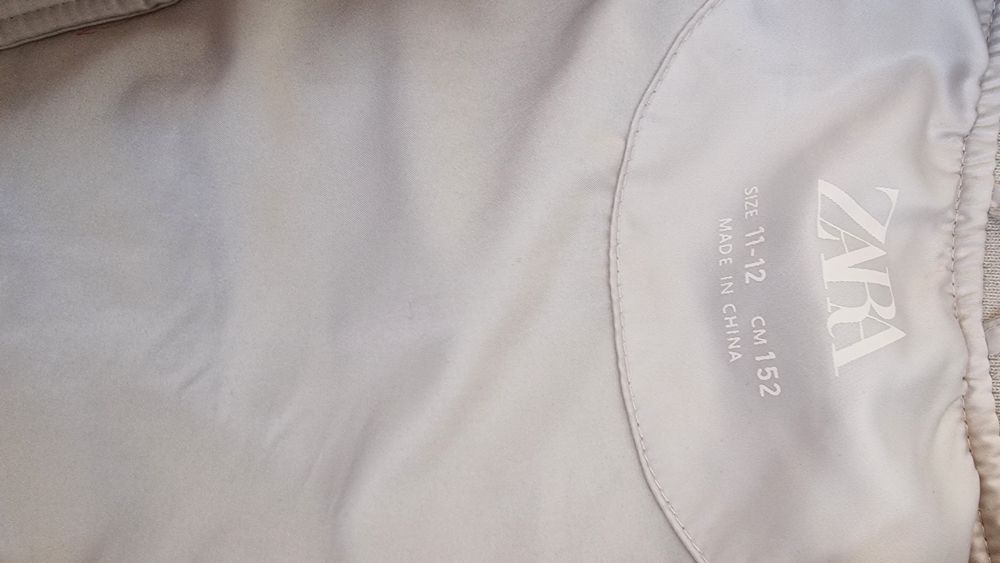 ZARA
SIZE 11-12 CM 152
MADE IN CHINA